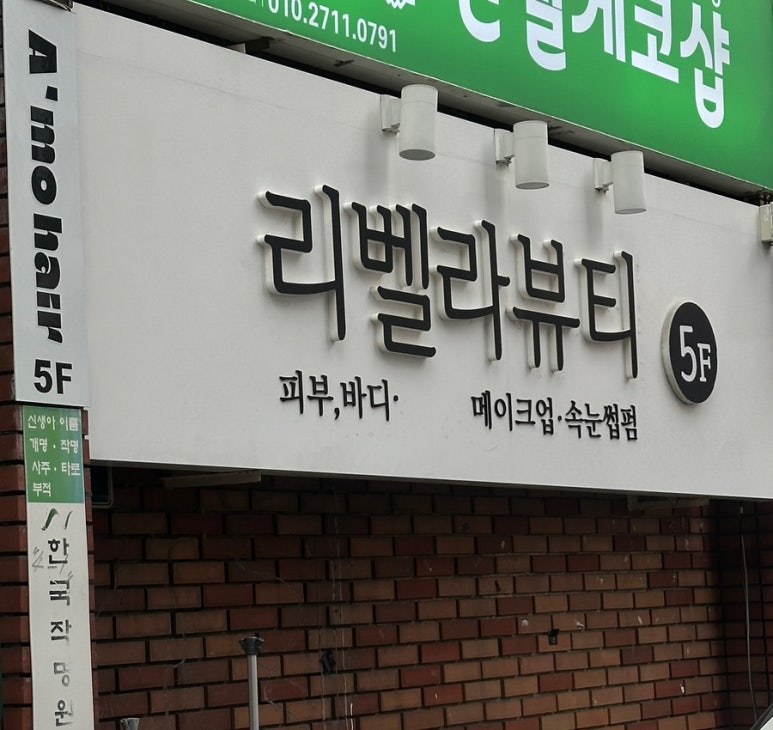 010.2711.0791
알게코샵
A'mo hair
5F
신생아 이름
개명 · 작명
사주 · 타로
부적
한국작명원
리벨라뷰티
5F
피부,바디· 메이크업·속눈썹펌